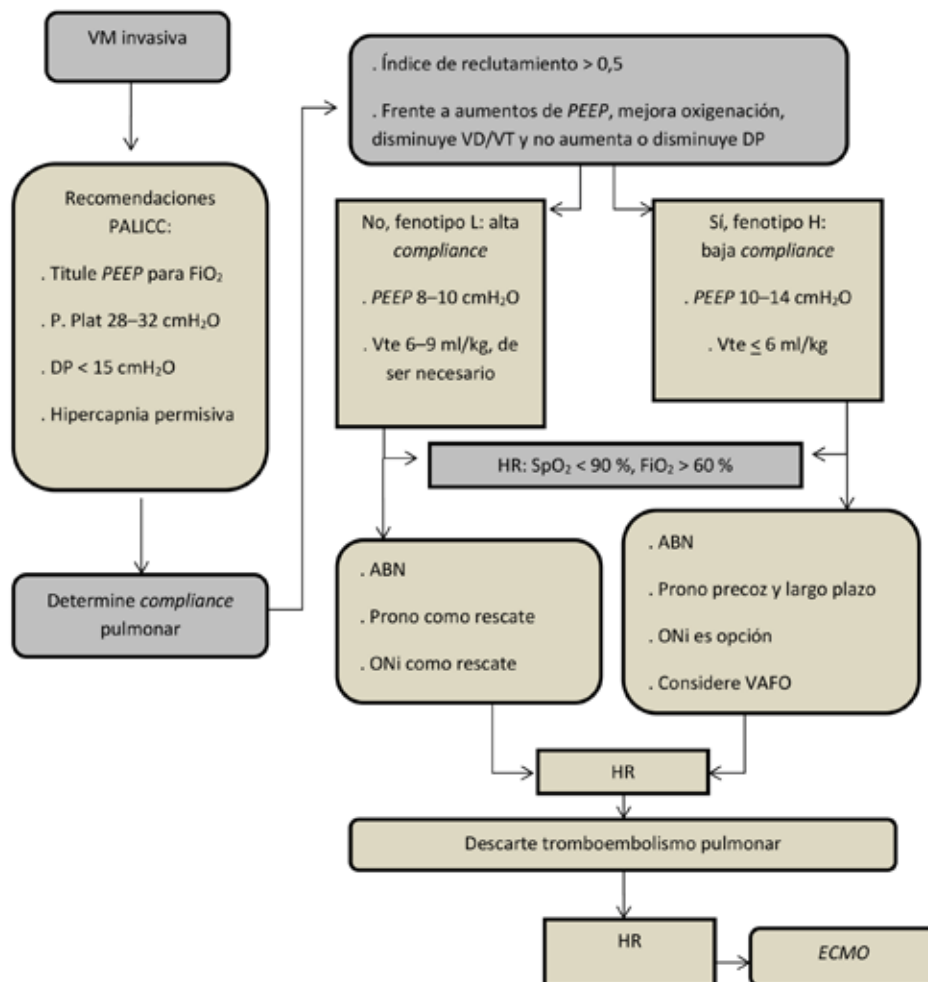 VM invasiva
Recomendaciones
PALICC:
. Titule PEEP para FiO₂
. P. Plat 28–32 cmH₂O
. DP < 15 cmH₂O
. Hipercapnia permisiva
Determine compliance
pulmonar
. Índice de reclutamiento > 0,5
. Frente a aumentos de PEEP, mejora oxigenación,
disminuye VD/VT y no aumenta o disminuye DP
No, fenotipo L: alta
compliance
. PEEP 8–10 cmH₂O
. Vte 6–9 ml/kg, de
ser necesario
Sí, fenotipo H:
baja compliance
. PEEP 10–14 cmH₂O
. Vte ≤ 6 ml/kg
HR: SpO₂ < 90 %, FiO₂ > 60 %
. ABN
. Prono como rescate
. ONi como rescate
. ABN
. Prono precoz y largo plazo
. ONi es opción
. Considere VAFO
HR
Descarte tromboembolismo pulmonar
HR
ECMO